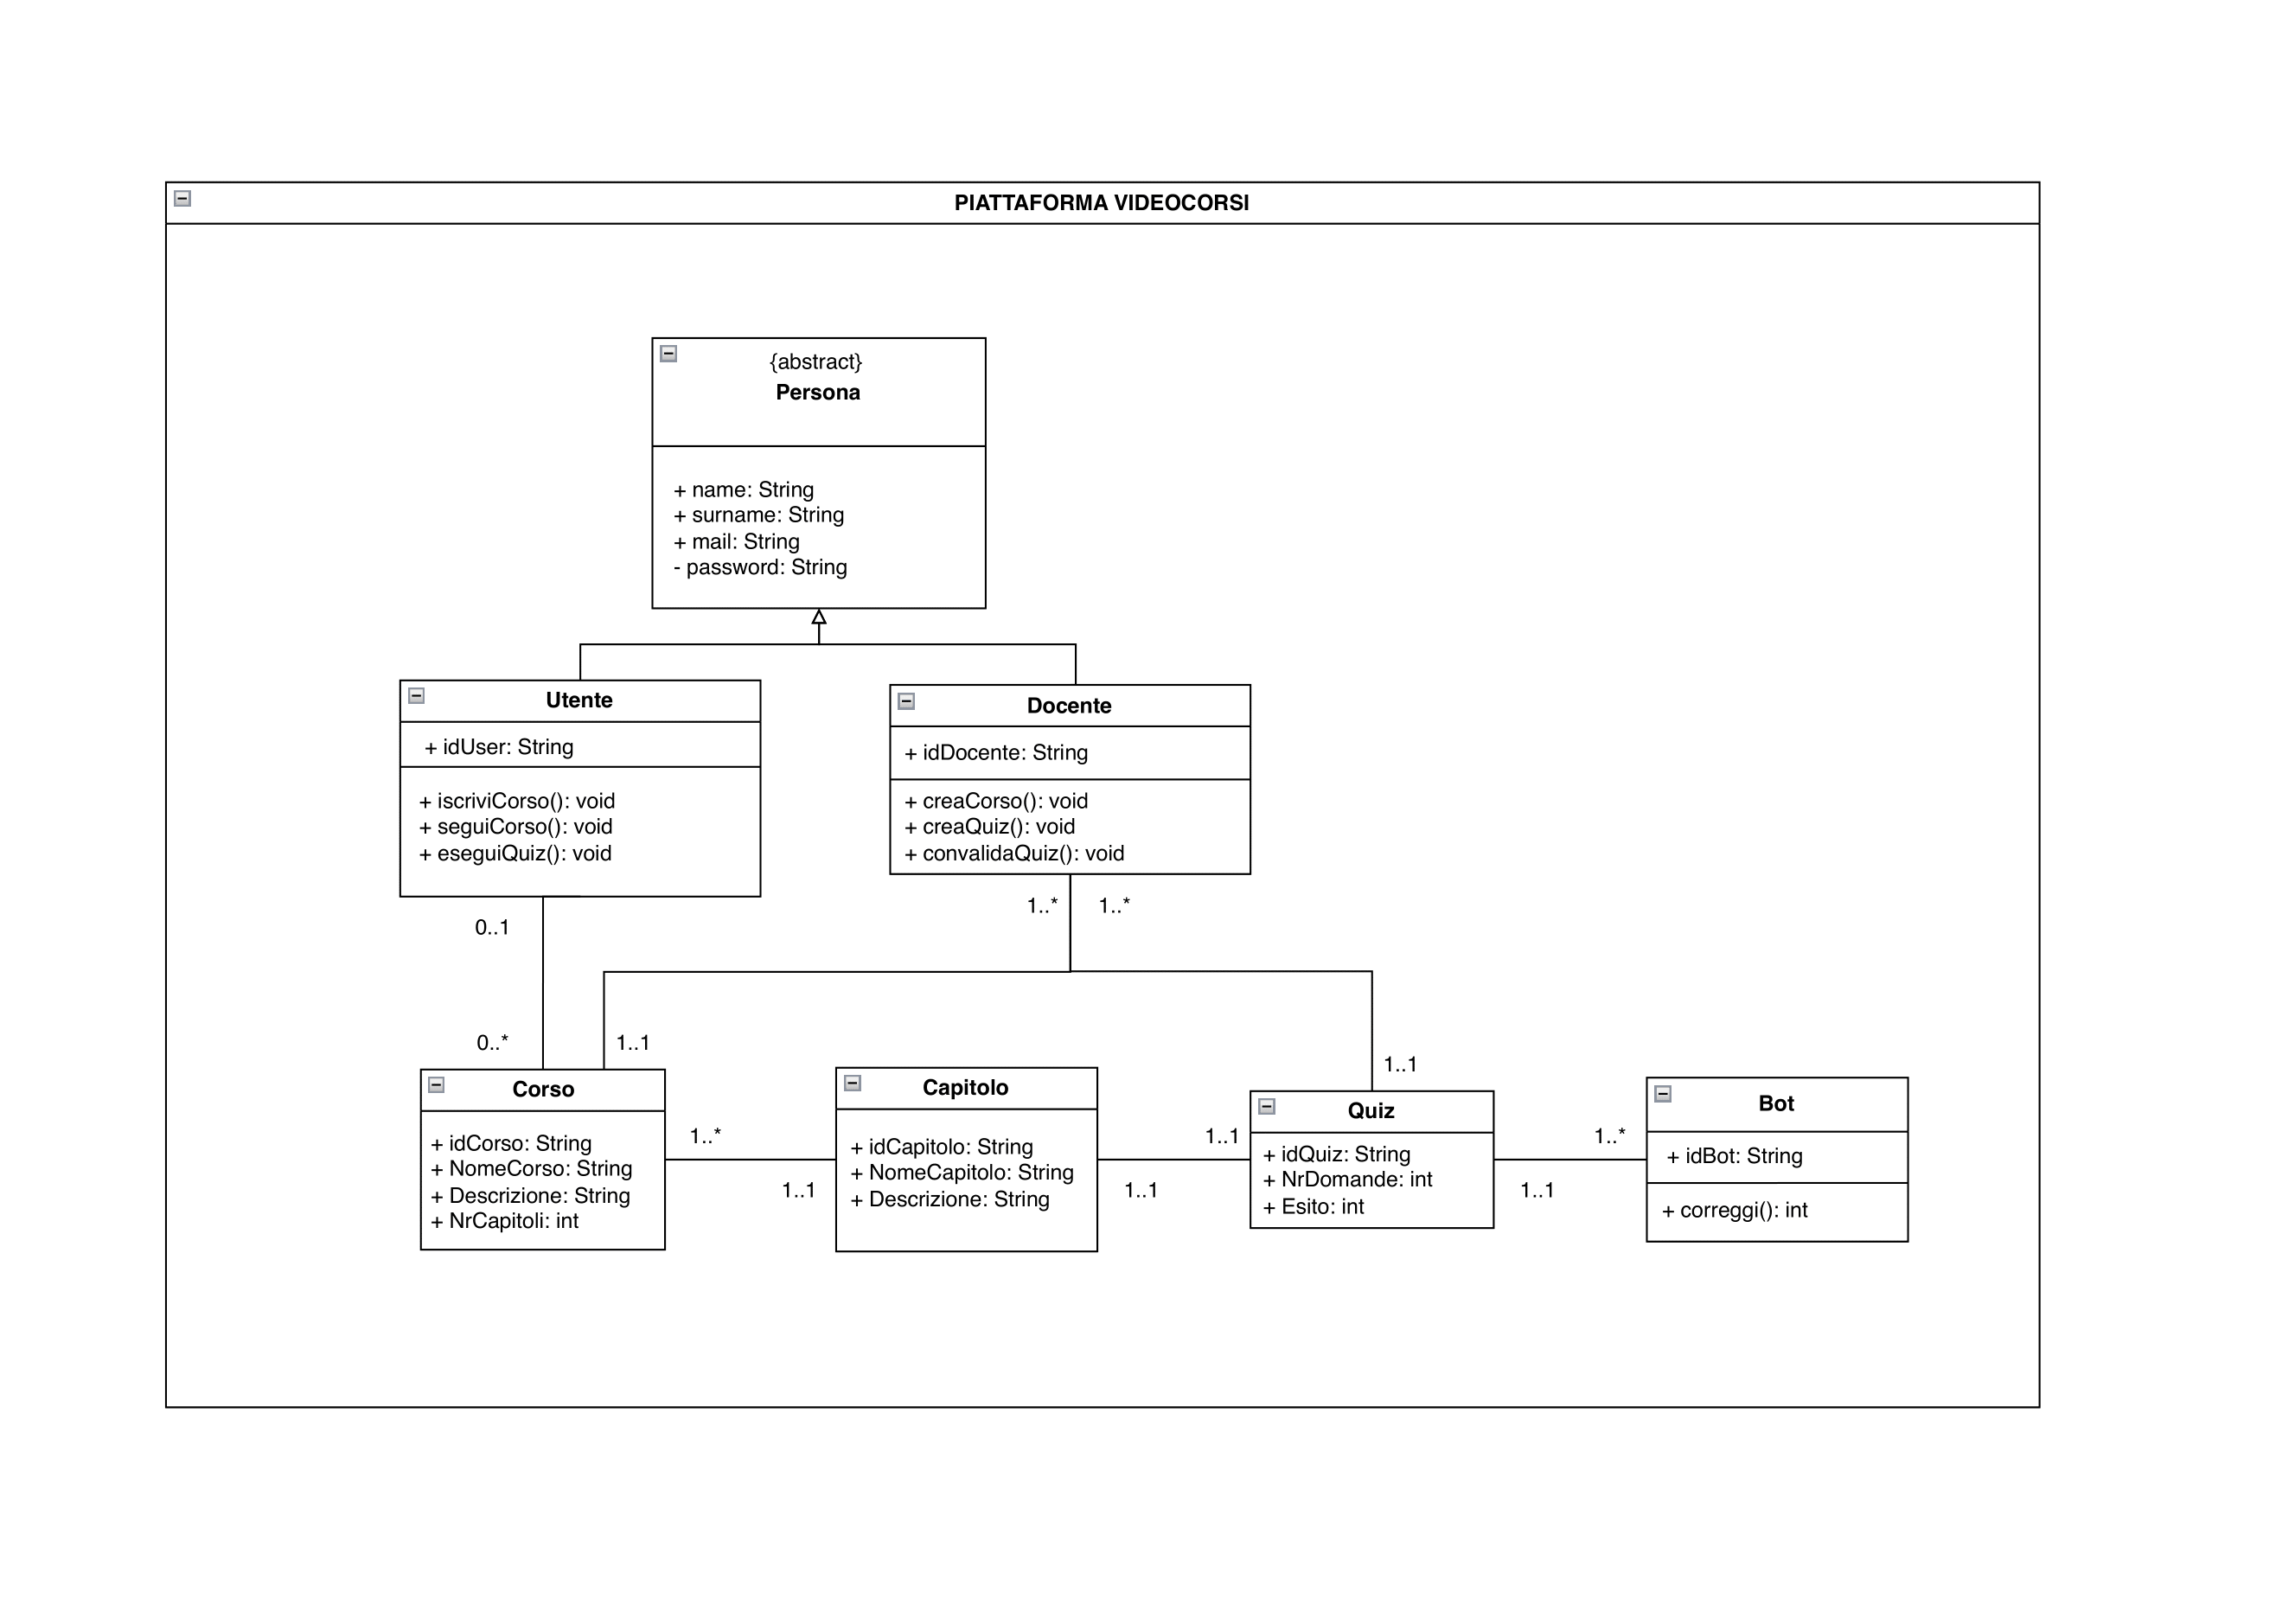 PIATTAFORMA VIDEOCORSI
{abstract}
Persona
+ name: String
+ surname: String
+ mail: String
- password: String
Utente
+ idUser: String
+ iscriviCorso(): void
+ seguiCorso(): void
+ eseguiQuiz(): void
Docente
+ idDocente: String
+ creaCorso(): void
+ creaQuiz(): void
+ convalidaQuiz(): void
0..1
1..*
1..*
0..*
1..1
1..1
Corso
+ idCorso: String
+ NomeCorso: String
+ Descrizione: String
+ NrCapitoli: int
1..*
1..1
Capitolo
+ idCapitolo: String
+ NomeCapitolo: String
+ Descrizione: String
1..1
1..1
Quiz
+ idQuiz: String
+ NrDomande: int
+ Esito: int
1..*
1..1
Bot
+ idBot: String
+ correggi(): int